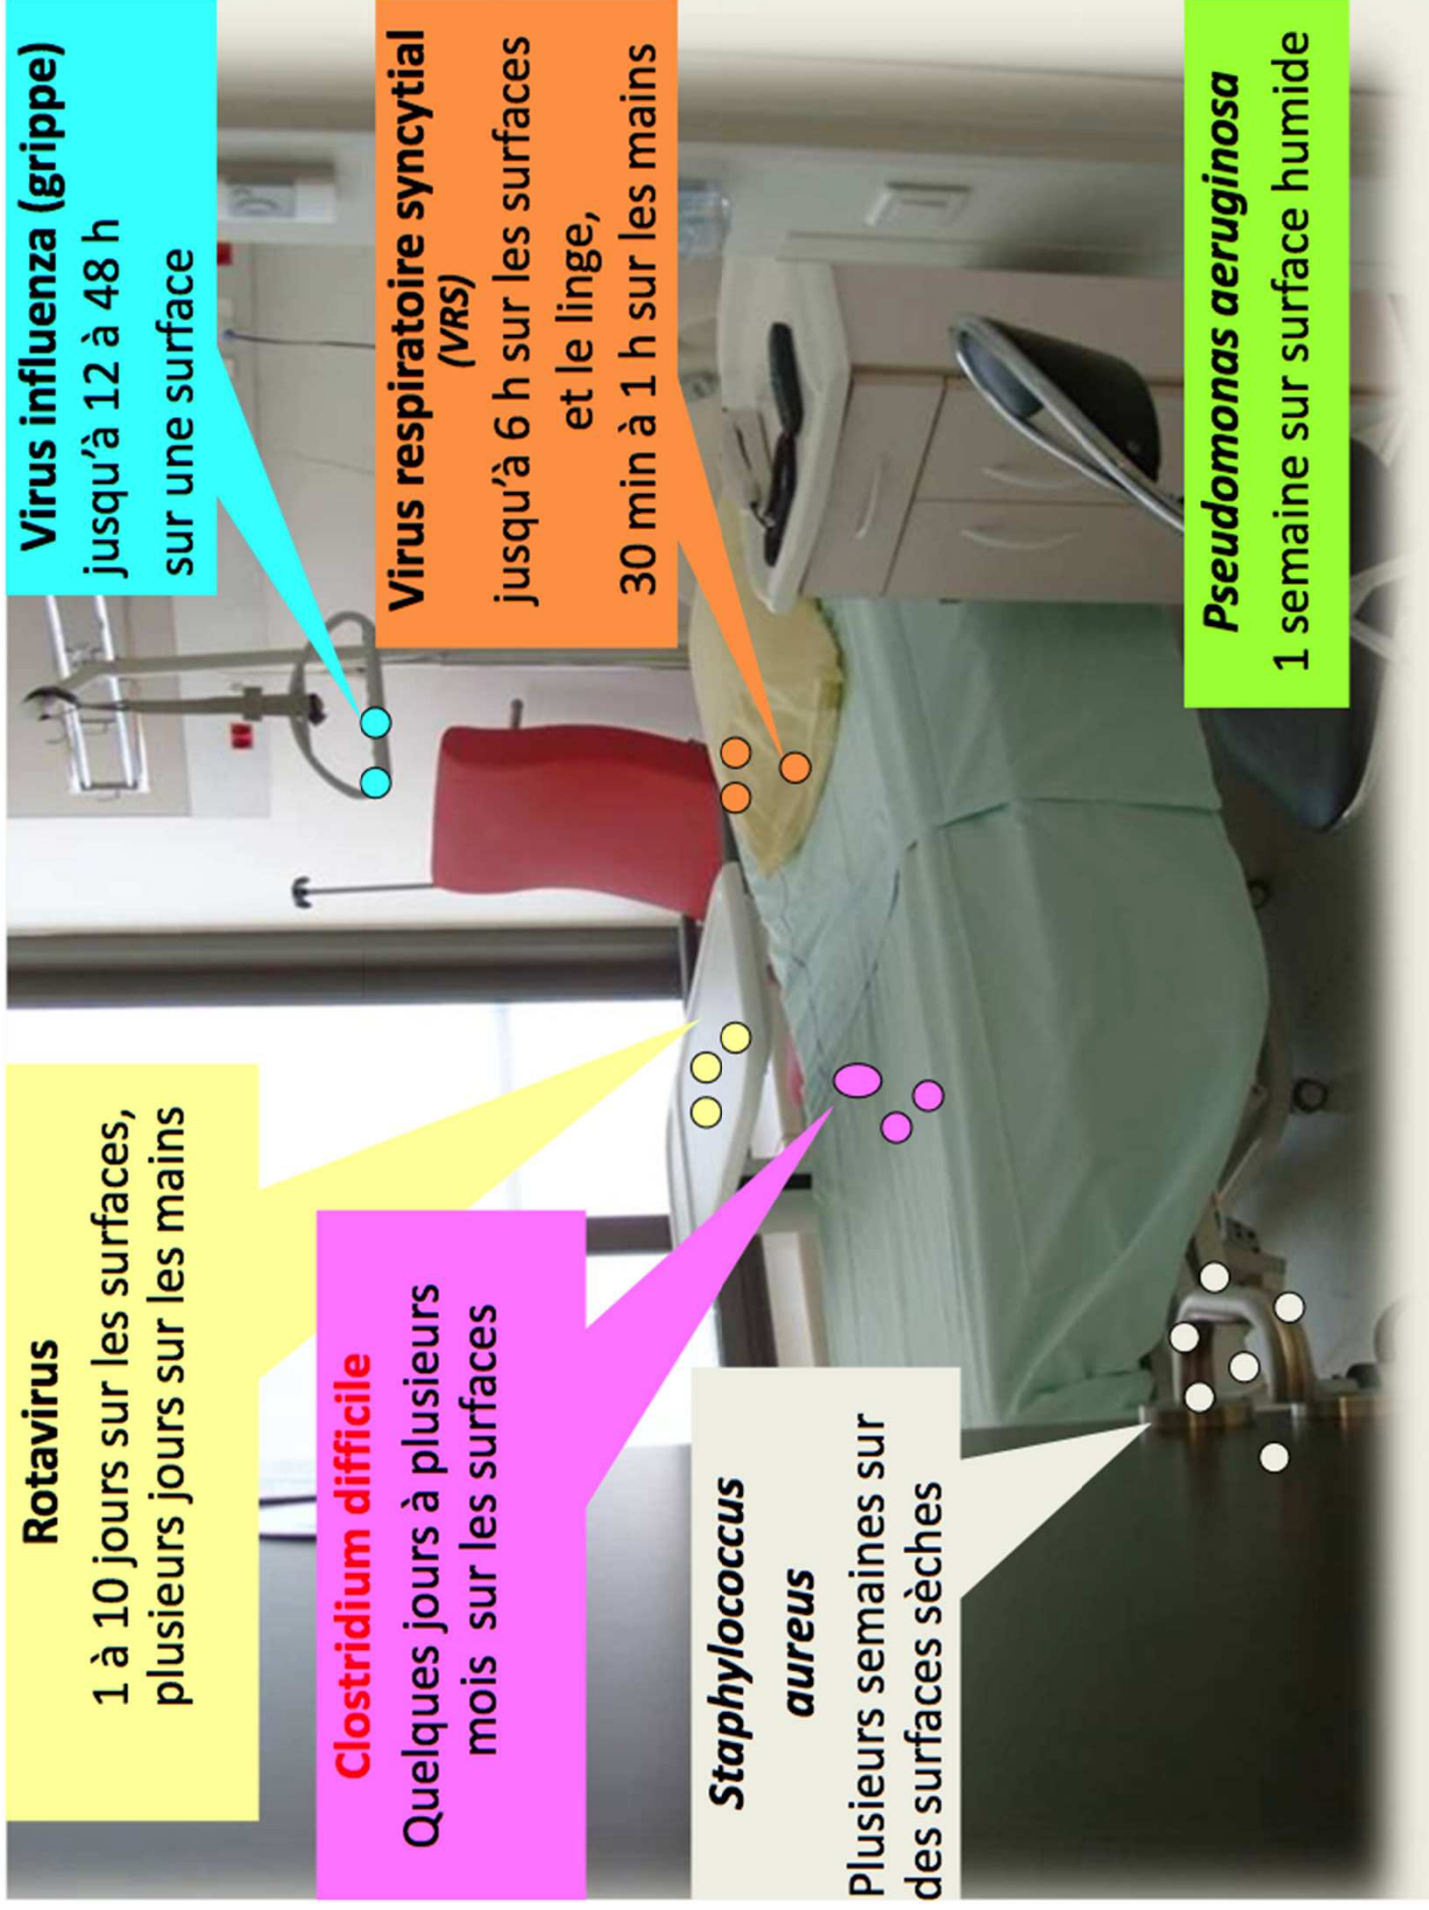 Rotavirus
1 à 10 jours sur les surfaces,
plusieurs jours sur les mains
Virus influenza (grippe)
jusqu'à 12 à 48 h
sur une surface
Clostridium difficile
Quelques jours à plusieurs
mois sur les surfaces
Virus respiratoire syncytial
(VRS)
jusqu'à 6 h sur les surfaces
et le linge,
30 min à 1 h sur les mains
Staphylococcus
aureus
Plusieurs semaines sur
des surfaces sèches
Pseudomonas aeruginosa
1 semaine sur surface humide